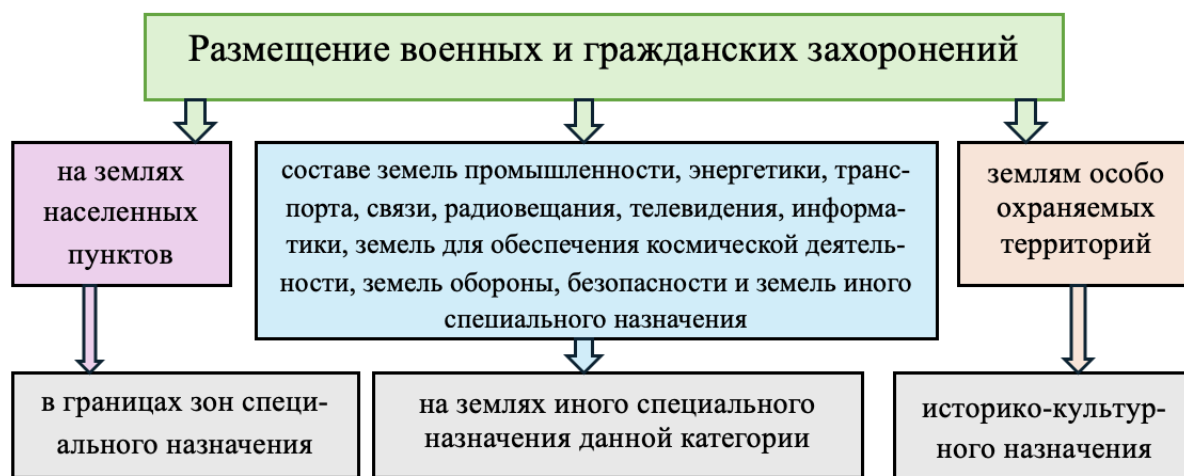 Размещение военных и гражданских захоронений
на землях
населенных
пунктов
составе земель промышленности, энергетики, транс-
порта, связи, радиовещания, телевидения, информа-
тики, земель для обеспечения космической деятель-
ности, земель обороны, безопасности и земель иного
специального назначения
землям особо
охраняемых
территорий
в границах зон специ-
ального назначения
на землях иного специального
назначения данной категории
историко-культур-
ного назначения